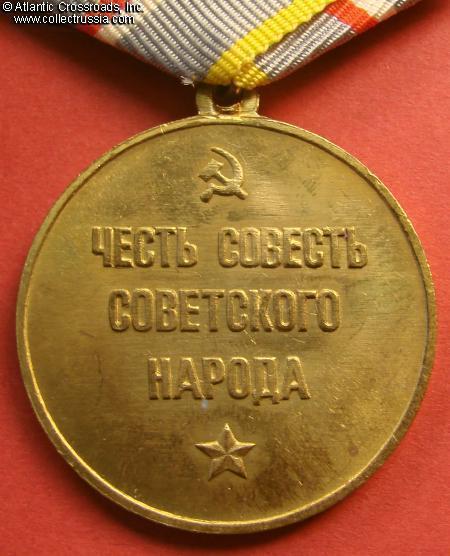 © Atlantic Crossroads, Inc.
www.collectrussia.com
ЧЕСТЬ СОВЕСТЬ
СОВЕТСКОГО
НАРОДА